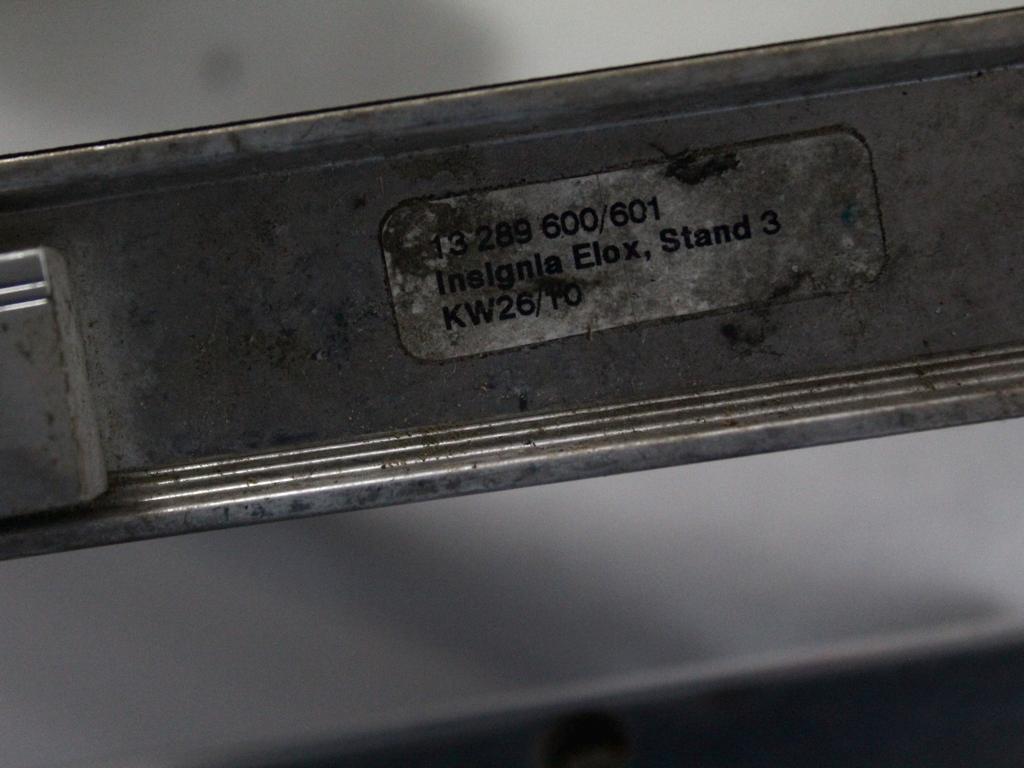 13 289 600/601
Insignia Elox, Stand 3
KW26/10